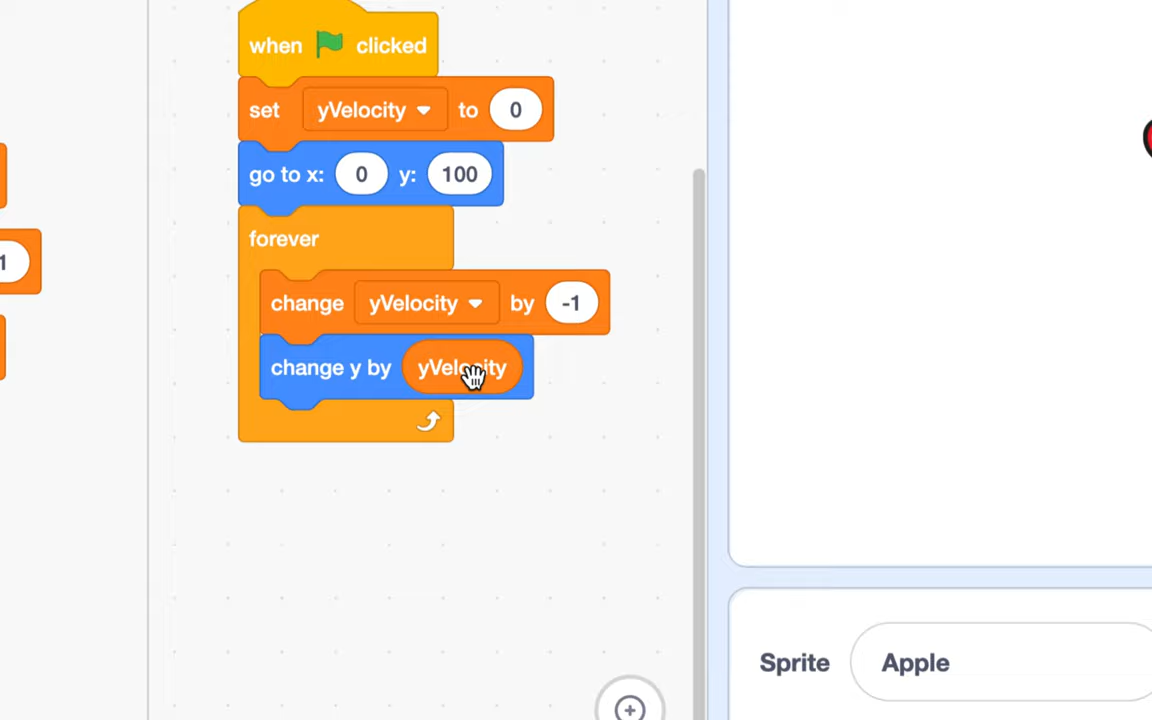 when clicked
set yVelocity to 0
go to x: 0 y: 100
1
forever
change yVelocity by -1
change y by yVelocity
Sprite Apple